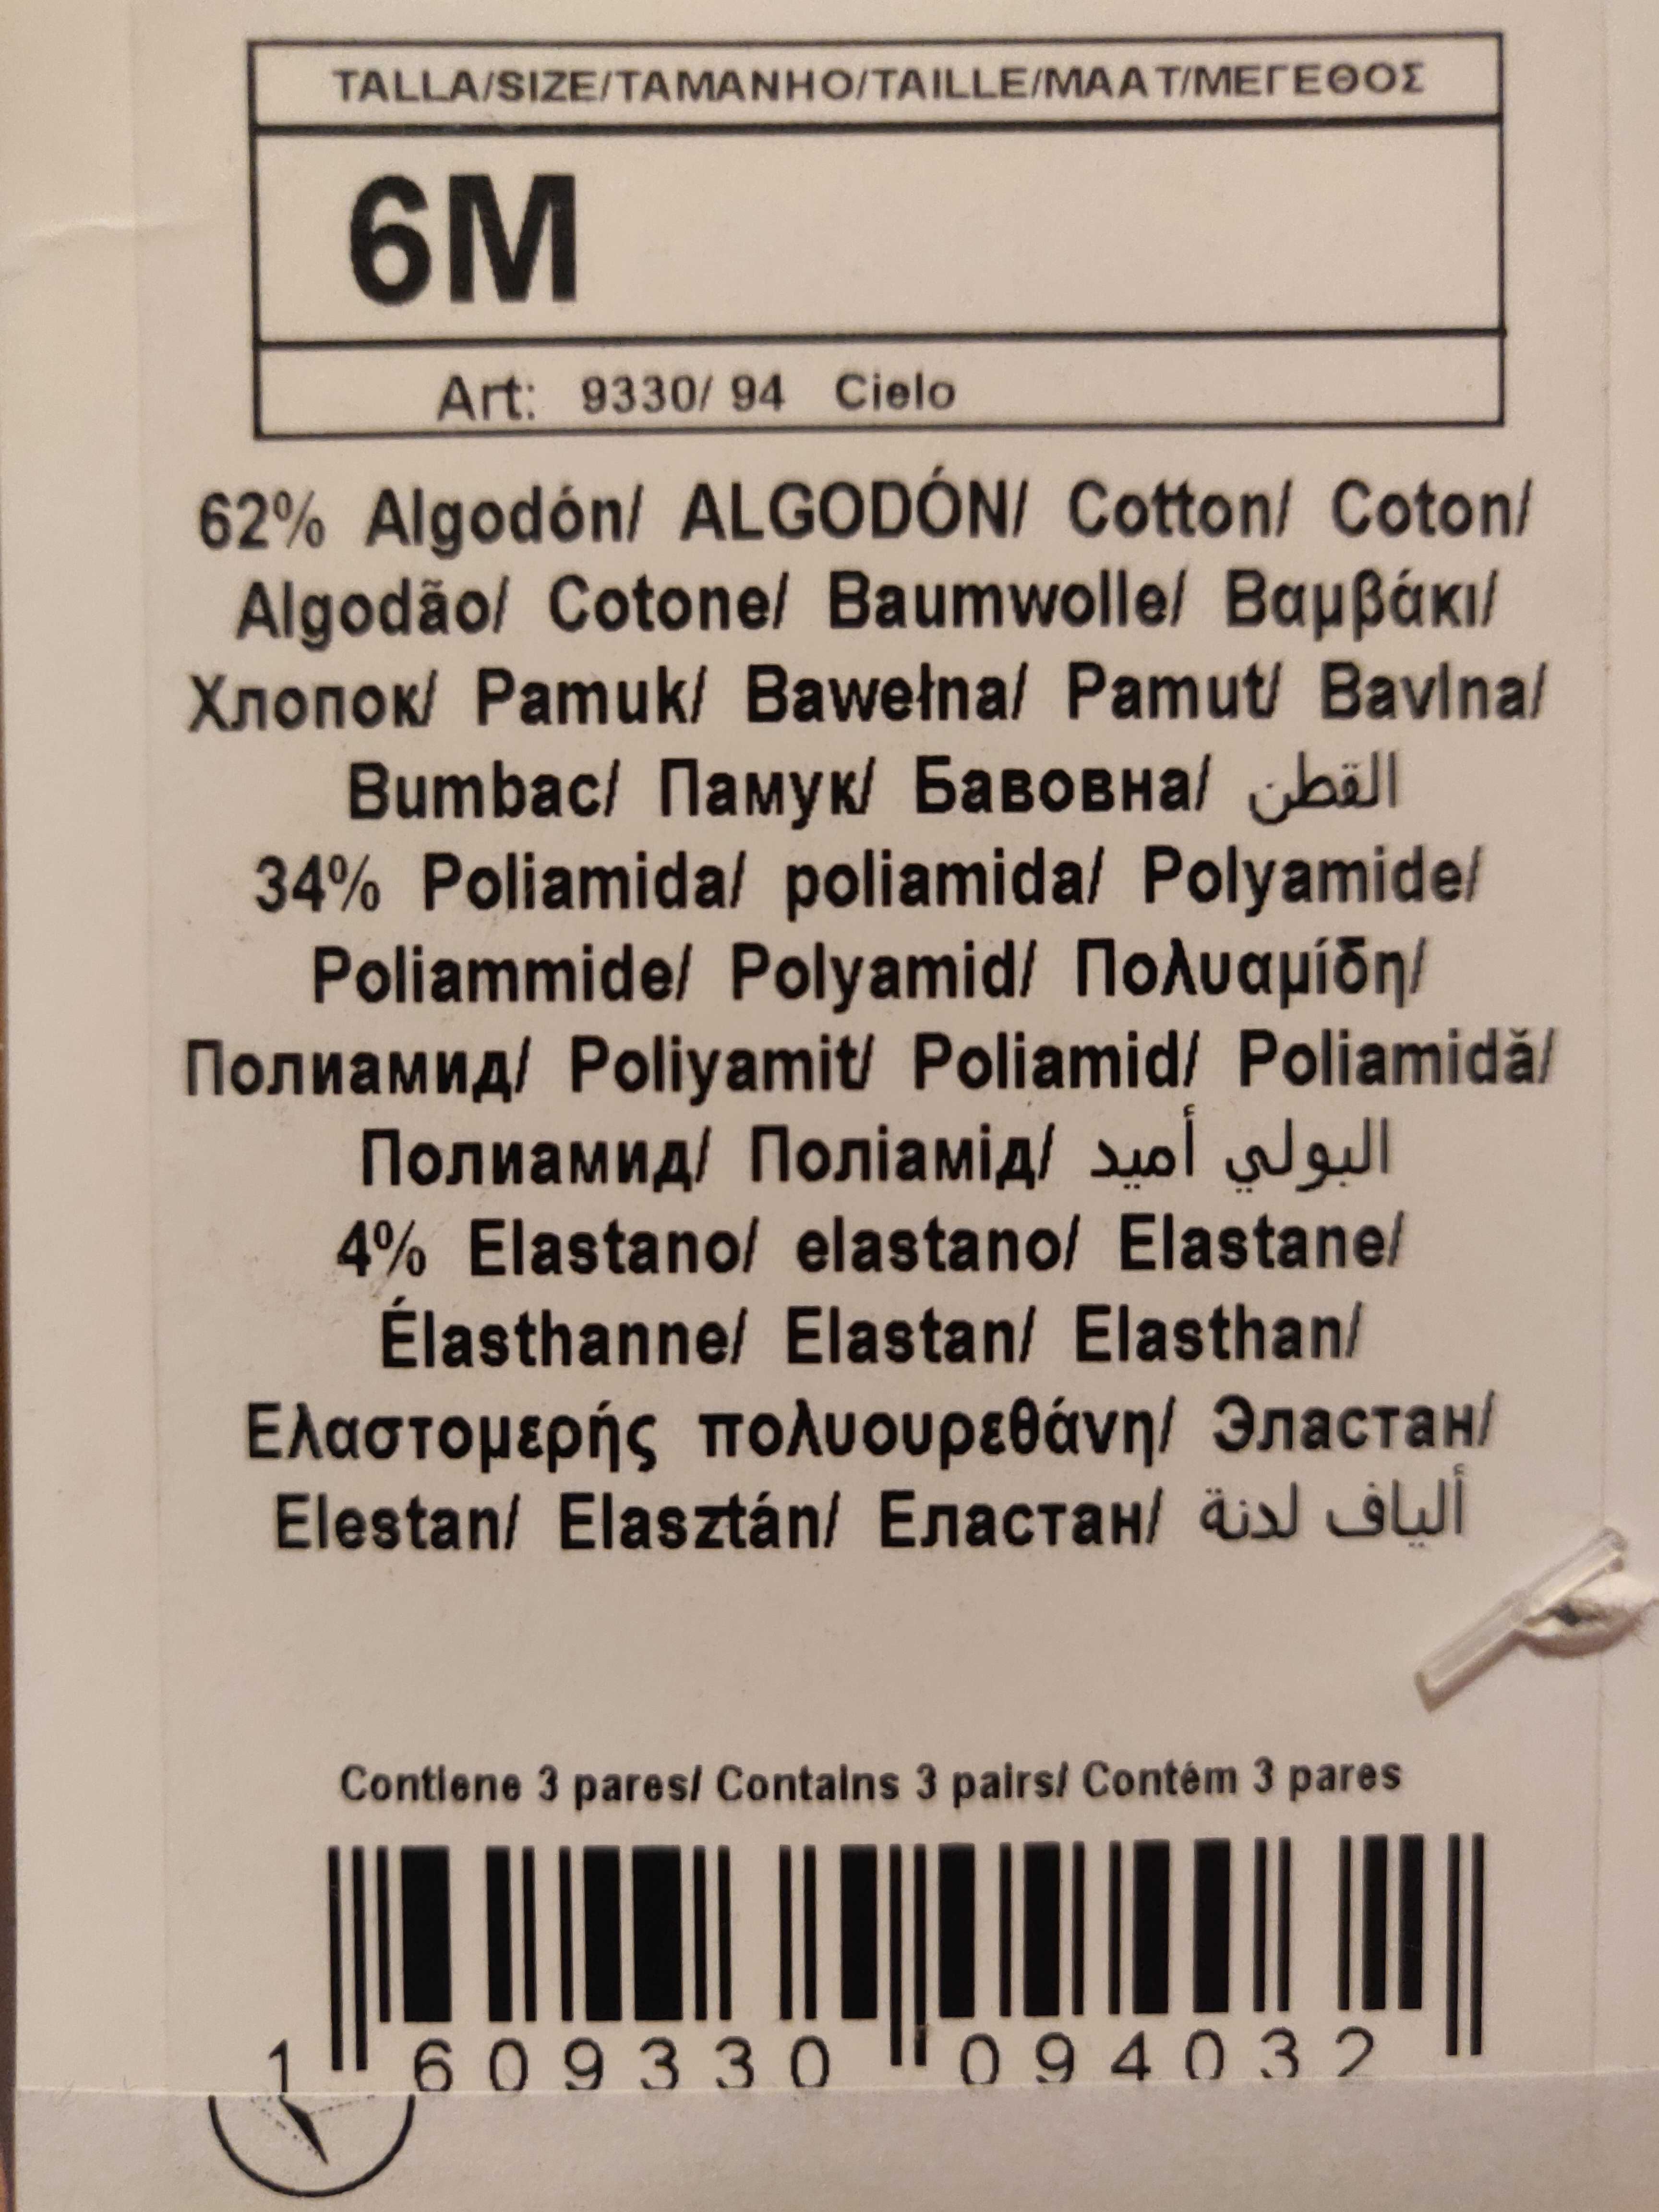 TALLA/SIZE/TAMANHO/TAILLE/MAAT/ΜΕΓΕΘΟΣ
6M
Art: 9330/ 94 Cielo
62% Algodón/ ALGODÓN/ Cotton/ Coton/
Algodão/ Cotone/ Baumwolle/ Βαμβάκι/
Хлопок/ Pamuk/ Bawełna/ Pamut/ Bavlna/
Bumbac/ Памук/ Бавовна/ القطن
34% Poliamida/ poliamida/ Polyamide/
Poliammide/ Polyamid/ Πολυαμίδη/
Полиамид/ Poliyamit/ Poliamid/ Poliamidă/
Полиамид/ Поліамід/ البولي أميد
4% Elastano/ elastano/ Elastane/
Élasthanne/ Elastan/ Elasthan/
Ελαστομερής πολυουρεθάνη/ Эластан/
Elestan/ Elasztán/ Еластан/ ألياف لدنة
Contiene 3 pares/ Contains 3 pairs/ Contém 3 pares
1 609330 094032